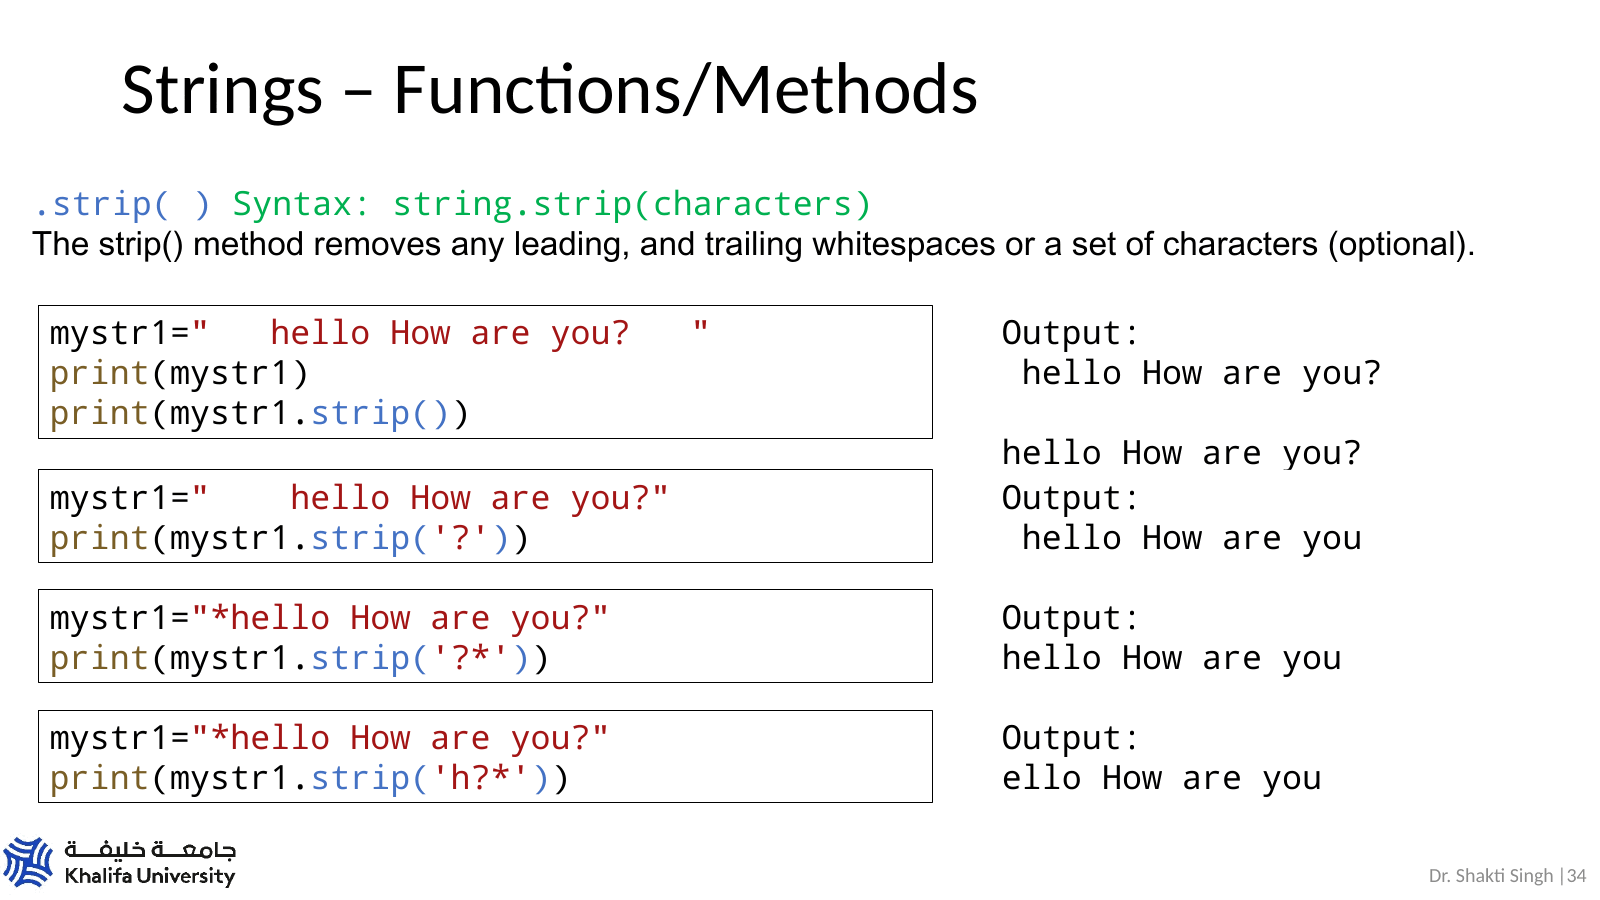 Strings – Functions/Methods
.strip( ) Syntax: string.strip(characters)
The strip() method removes any leading, and trailing whitespaces or a set of characters (optional).
mystr1="   hello How are you?   "
print(mystr1)
print(mystr1.strip())
Output:
 hello How are you?
hello How are you?
mystr1="    hello How are you?"
print(mystr1.strip('?'))
Output:
 hello How are you
mystr1="*hello How are you?"
print(mystr1.strip('?*'))
Output:
hello How are you
mystr1="*hello How are you?"
print(mystr1.strip('h?*'))
Output:
ello How are you
جامعة خليفة
Khalifa University
Dr. Shakti Singh |34